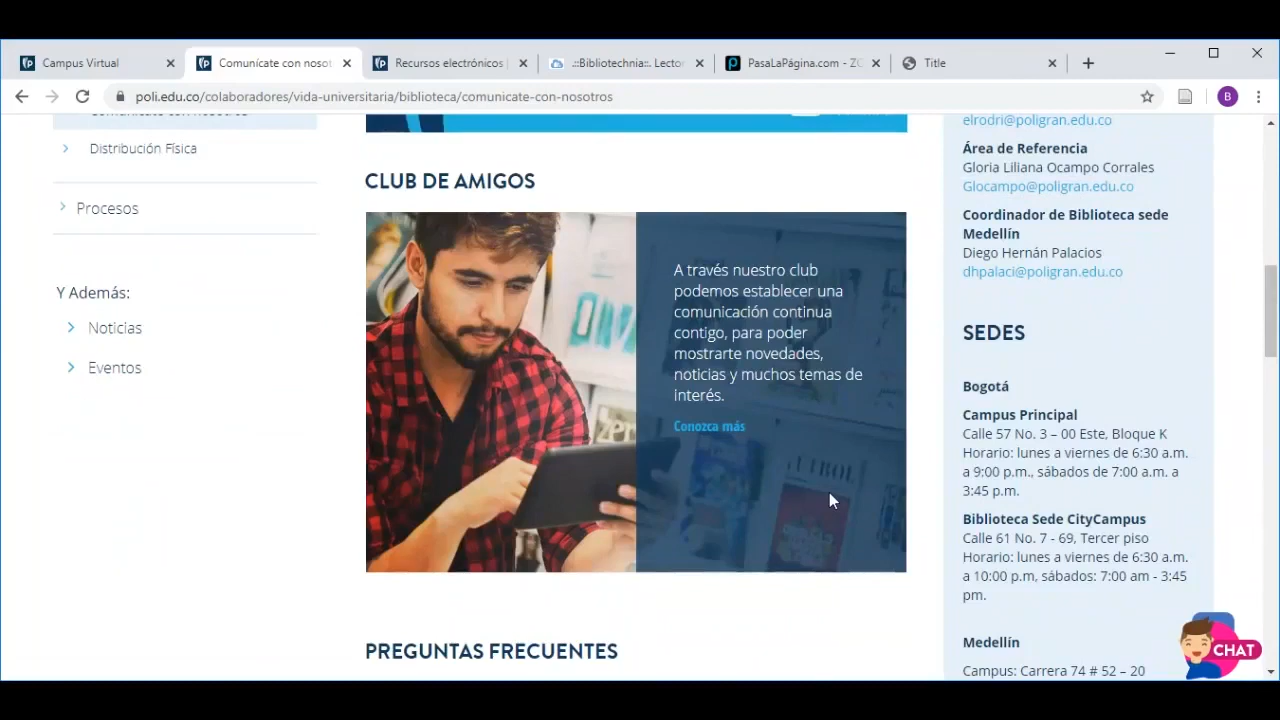 Campus Virtual
Comunícate con nosot
Recursos electrónicos
.::Bibliotechnia::. Lector
PasaLaPágina.com - ZO
Title
poli.edu.co/colaboradores/vida-universitaria/biblioteca/comunicate-con-nosotros
B
Distribución Física
Procesos
Y Además:
Noticias
Eventos
CLUB DE AMIGOS
A través nuestro club
podemos establecer una
comunicación continua
contigo, para poder
mostrarte novedades,
noticias y muchos temas de
interés.
Conozca más
PREGUNTAS FRECUENTES
elrodri@poligran.edu.co
Área de Referencia
Gloria Liliana Ocampo Corrales
Glocampo@poligran.edu.co
Coordinador de Biblioteca sede
Medellín
Diego Hernán Palacios
dhpalaci@poligran.edu.co
SEDES
Bogotá
Campus Principal
Calle 57 No. 3 – 00 Este, Bloque K
Horario: lunes a viernes de 6:30 a.m.
a 9:00 p.m., sábados de 7:00 a.m. a
3:45 p.m.
Biblioteca Sede CityCampus
Calle 61 No. 7 - 69, Tercer piso
Horario: lunes a viernes de 6:30 a.m.
a 10:00 p.m, sábados: 7:00 am - 3:45
pm.
Medellín
Campus: Carrera 74 # 52 – 20
CHAT